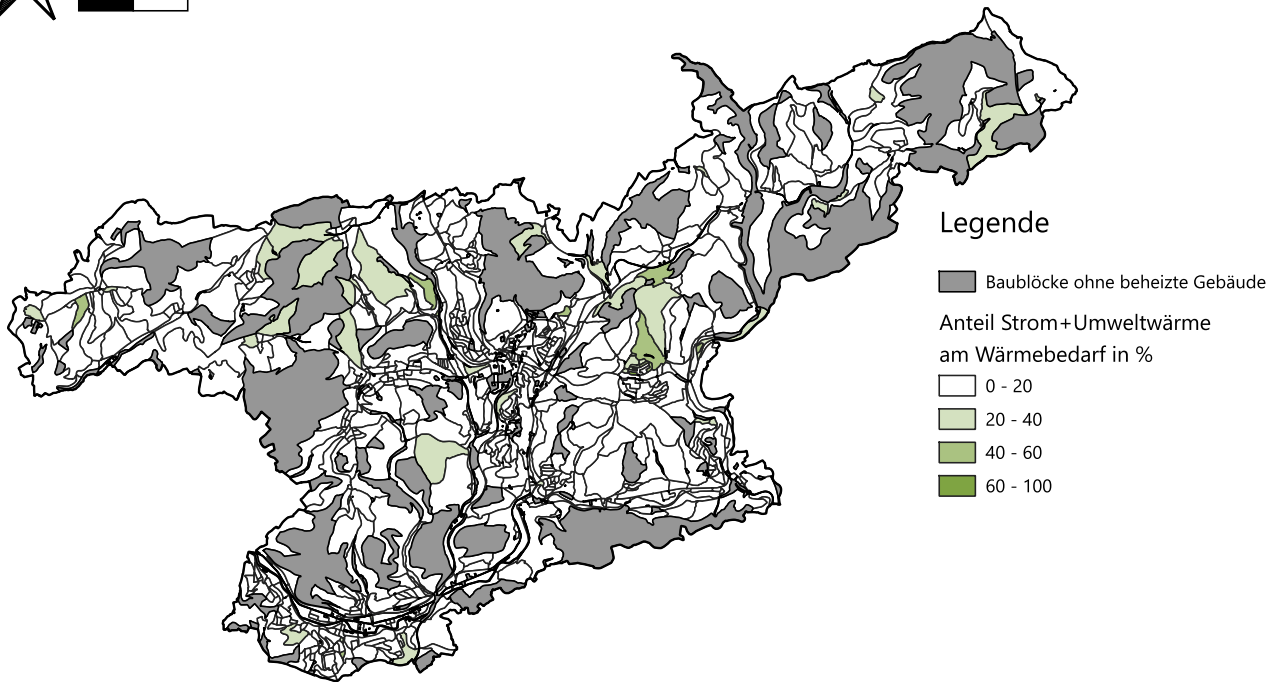 Legende
Baublöcke ohne beheizte Gebäude
Anteil Strom+Umweltwärme
am Wärmebedarf in %
0 - 20
20 - 40
40 - 60
60 - 100